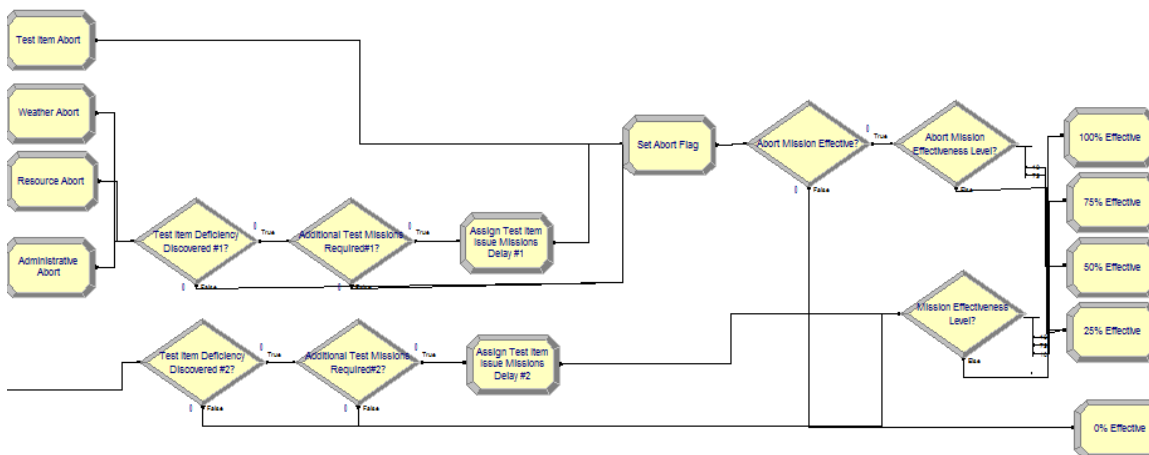 Test Item Abort
Weather Abort
Resource Abort
Administrative
Abort
Test Item Deficiency
Discovered #1?
True
False
Additional Test Missions
Required#1?
True
False
Assign Test Item
Issue Missions
Delay #1
Set Abort Flag
Abort Mission Effective?
True
False
Abort Mission
Effectiveness Level?
Else
100% Effective
75% Effective
50% Effective
25% Effective
0% Effective
Test Item Deficiency
Discovered #2?
True
False
Additional Test Missions
Required#2?
True
False
Assign Test Item
Issue Missions
Delay #2
Mission Effectiveness
Level?
Else